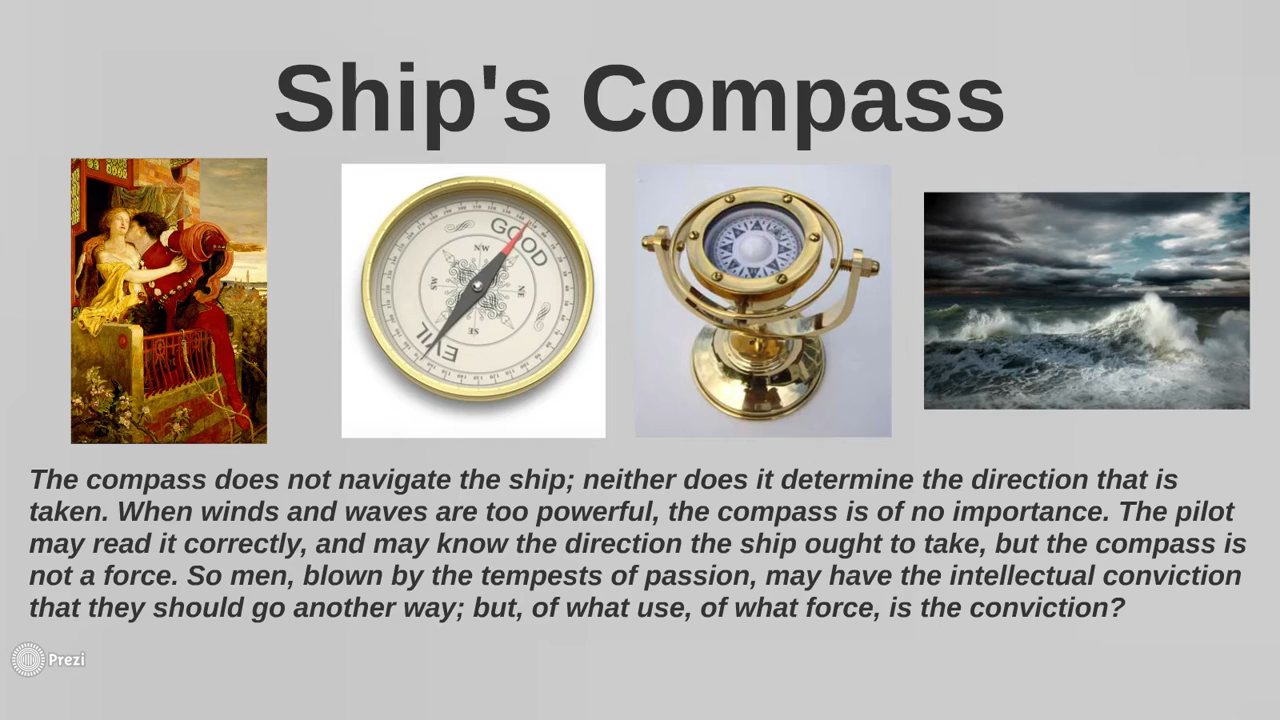 Ship's Compass
GOOD
NW
SW
NE
SE
EVIL
The compass does not navigate the ship; neither does it determine the direction that is
taken. When winds and waves are too powerful, the compass is of no importance. The pilot
may read it correctly, and may know the direction the ship ought to take, but the compass is
not a force. So men, blown by the tempests of passion, may have the intellectual conviction
that they should go another way; but, of what use, of what force, is the conviction?
Prezi